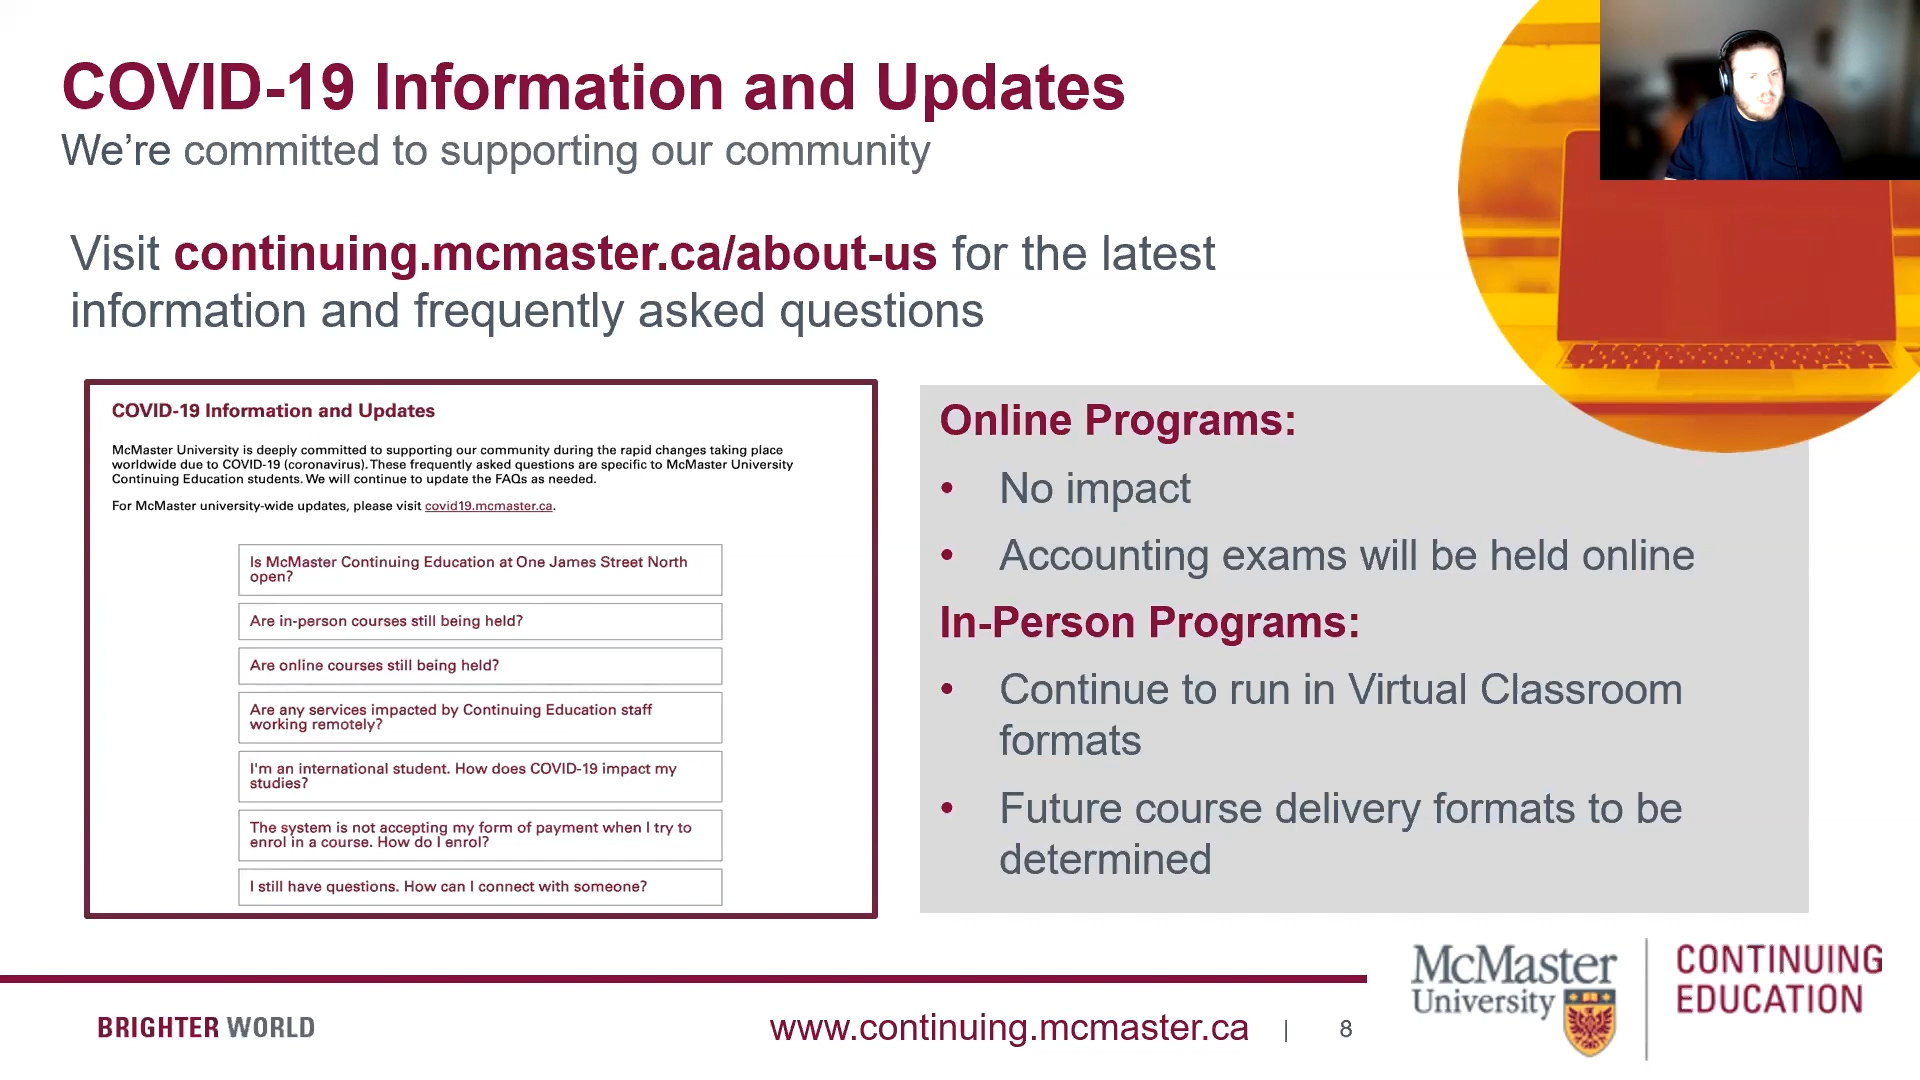 COVID-19 Information and Updates
We’re committed to supporting our community
Visit continuing.mcmaster.ca/about-us for the latest
information and frequently asked questions
COVID-19 Information and Updates
McMaster University is deeply committed to supporting our community during the rapid changes taking place
worldwide due to COVID-19 (coronavirus). These frequently asked questions are specific to McMaster University
Continuing Education students. We will continue to update the FAQs as needed.
For McMaster university-wide updates, please visit covid19.mcmaster.ca.
Is McMaster Continuing Education at One James Street North
open?
Are in-person courses still being held?
Are online courses still being held?
Are any services impacted by Continuing Education staff
working remotely?
I'm an international student. How does COVID-19 impact my
studies?
The system is not accepting my form of payment when I try to
enrol in a course. How do I enrol?
I still have questions. How can I connect with someone?
Online Programs:
• No impact
• Accounting exams will be held online
In-Person Programs:
• Continue to run in Virtual Classroom
formats
• Future course delivery formats to be
determined
BRIGHTER WORLD
www.continuing.mcmaster.ca | 8
McMaster
University
CONTINUING
EDUCATION